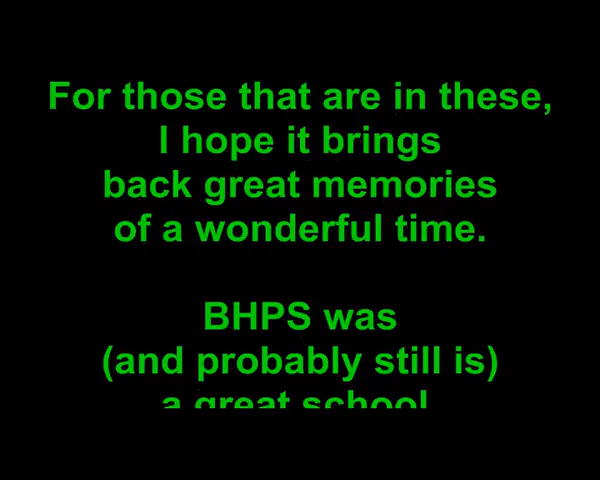 For those that are in these,
I hope it brings
back great memories
of a wonderful time.
BHPS was
(and probably still is)
a great school